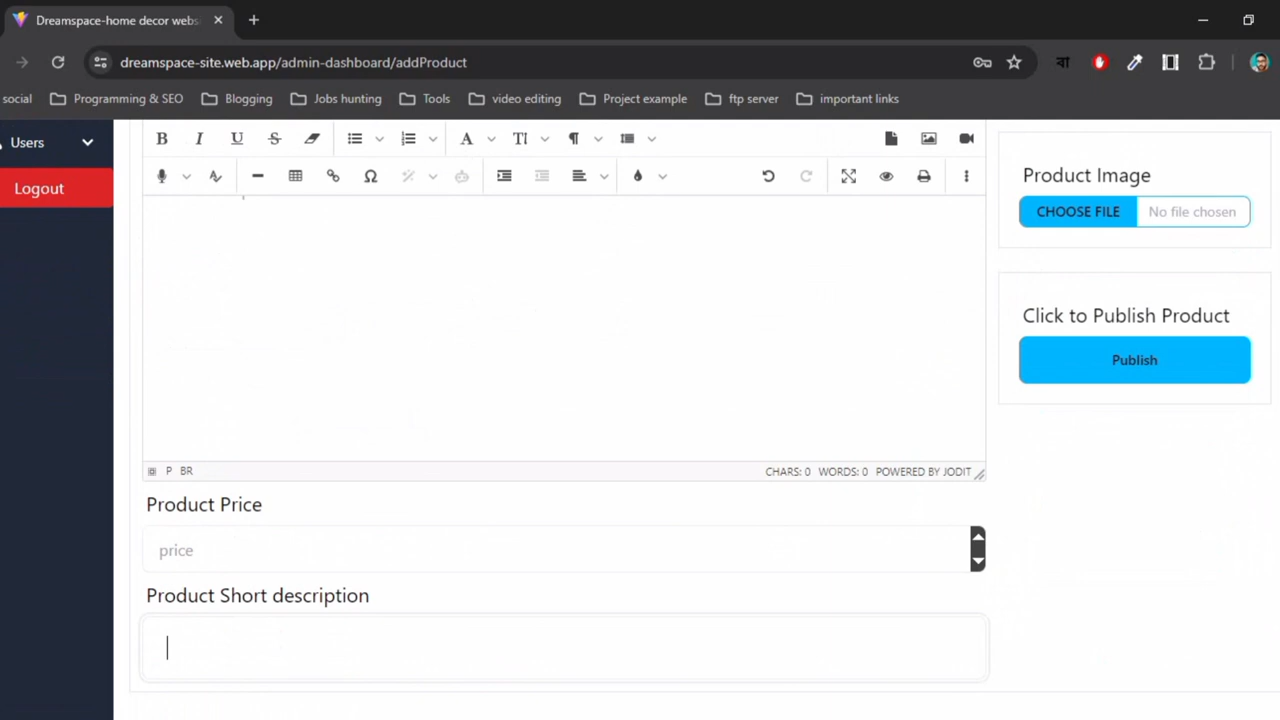 Dreamspace-home decor webs
dreamspace-site.web.app/admin-dashboard/addProduct
বা
social
Programming & SEO
Blogging
Jobs hunting
Tools
video editing
Project example
ftp server
important links
Users
Logout
P BR
CHARS: 0 WORDS: 0 POWERED BY JODIT
Product Price
price
Product Short description
Product Image
CHOOSE FILE No file chosen
Click to Publish Product
Publish